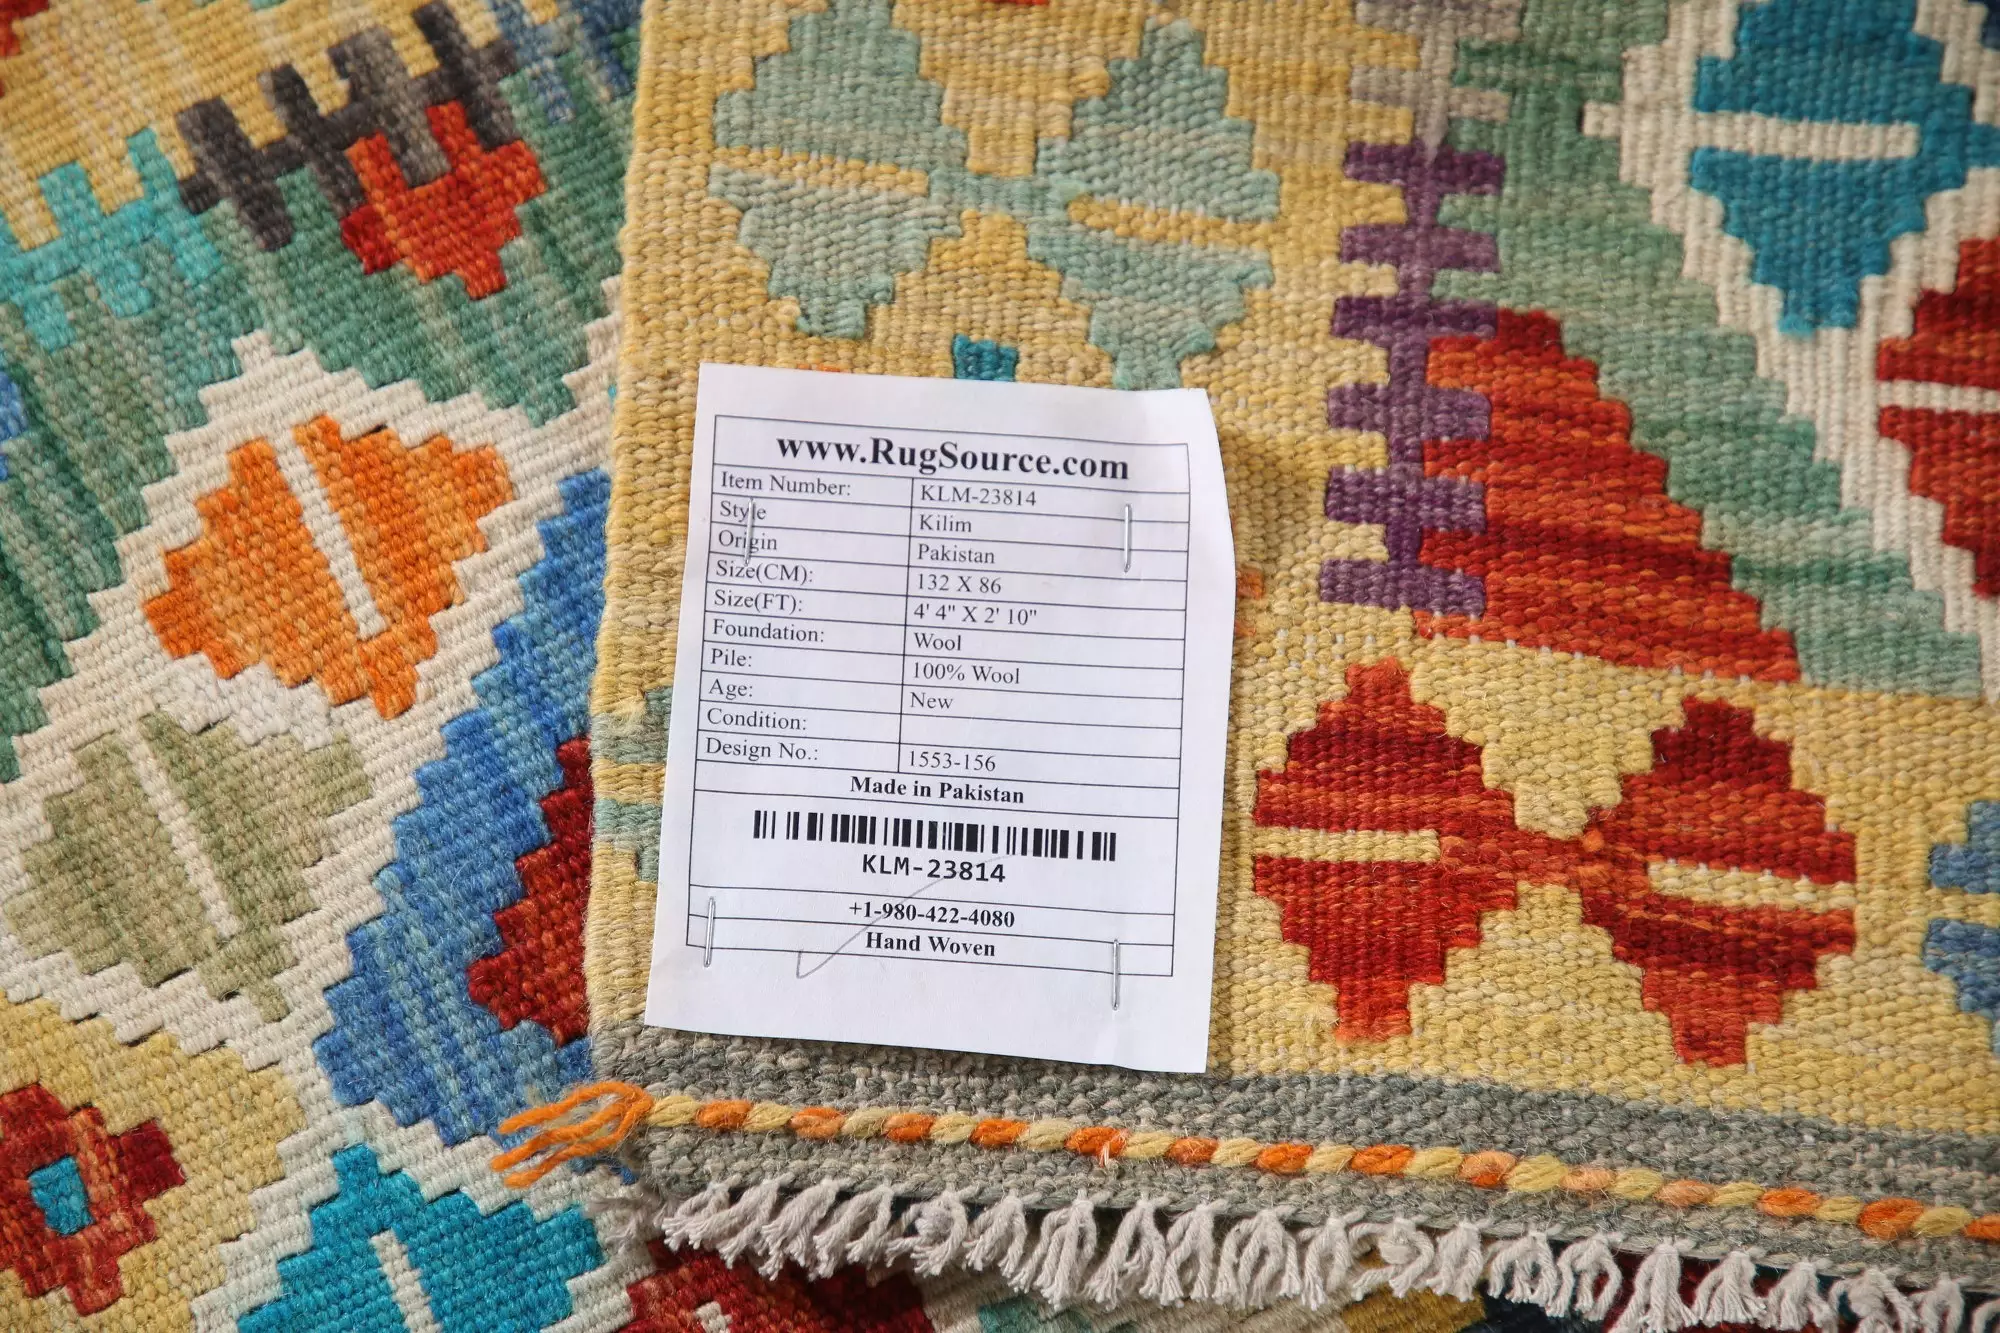 www.RugSource.com
Item Number: KLM-23814
Style Kilim
Origin Pakistan
Size(CM): 132 X 86
Size(FT): 4' 4" X 2' 10"
Foundation: Wool
Pile: 100% Wool
Age: New
Condition:
Design No.: 1553-156
Made in Pakistan
KLM-23814
+1-980-422-4080
Hand Woven